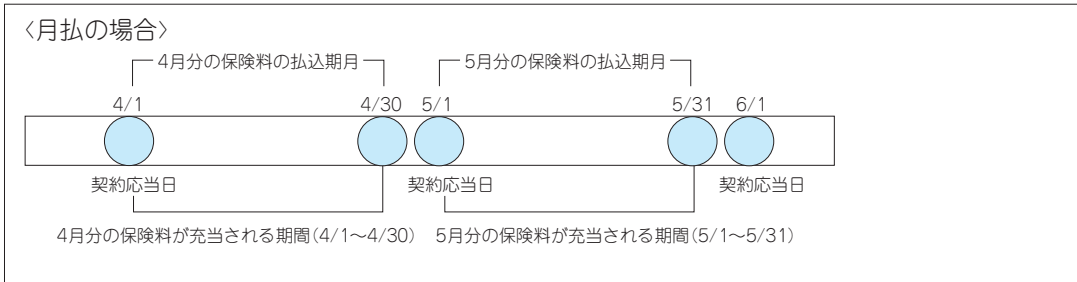 〈月払の場合〉
4月分の保険料の払込期月 5月分の保険料の払込期月
4/1 4/30 5/1 5/31 6/1
契約応当日 契約応当日 契約応当日
4月分の保険料が充当される期間(4/1〜4/30) 5月分の保険料が充当される期間(5/1〜5/31)